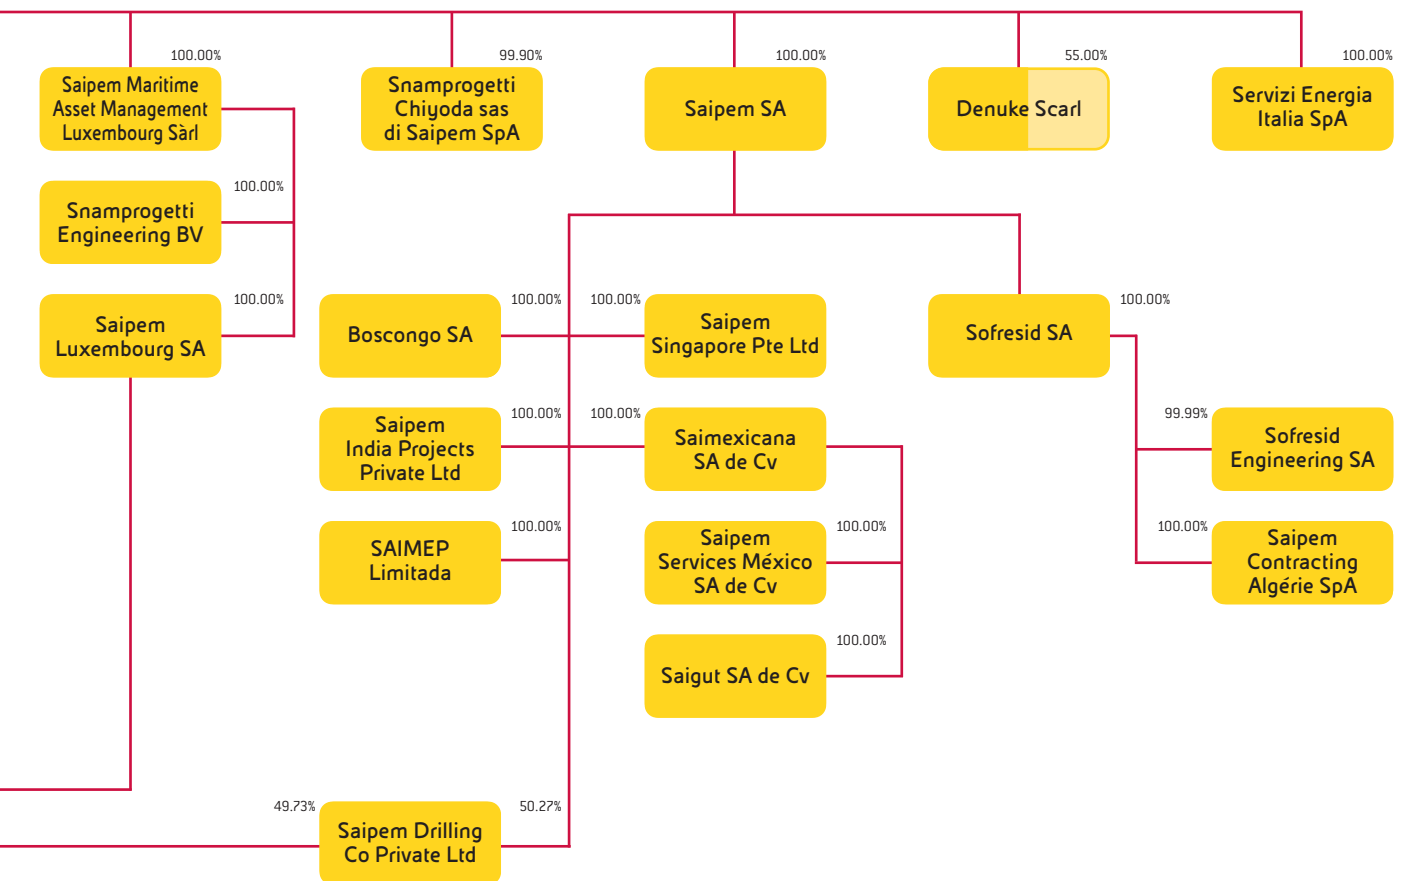 100.00%
Saipem Maritime
Asset Management
Luxembourg Sàrl
99.90%
Snamprogetti
Chiyoda sas
di Saipem SpA
100.00%
Saipem SA
55.00%
Denuke Scarl
100.00%
Servizi Energia
Italia SpA
100.00%
Snamprogetti
Engineering BV
100.00%
Saipem
Luxembourg SA
100.00%
Boscongo SA
100.00%
Saipem
Singapore Pte Ltd
100.00%
Sofresid SA
100.00%
Saipem
India Projects
Private Ltd
100.00%
Saimexicana
SA de Cv
99.99%
Sofresid
Engineering SA
100.00%
SAIMEP
Limitada
100.00%
Saipem
Services México
SA de Cv
100.00%
Saipem
Contracting
Algérie SpA
100.00%
Saigut SA de Cv
49.73%
50.27%
Saipem Drilling
Co Private Ltd